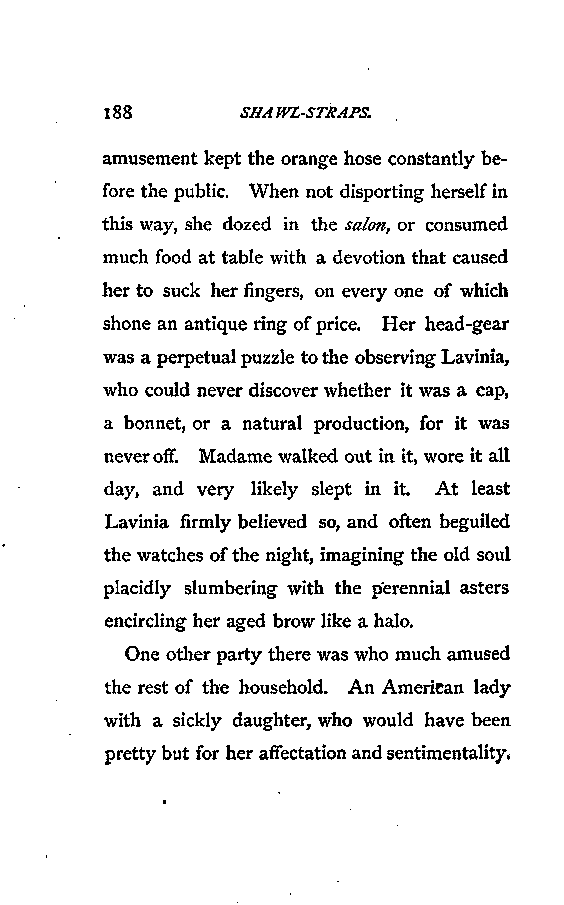 188 SHAWL-STRAPS.
amusement kept the orange hose constantly be-
fore the public. When not disporting herself in
this way, she dozed in the salon, or consumed
much food at table with a devotion that caused
her to suck her fingers, on every one of which
shone an antique ring of price. Her head-gear
was a perpetual puzzle to the observing Lavinia,
who could never discover whether it was a cap,
a bonnet, or a natural production, for it was
never off. Madame walked out in it, wore it all
day, and very likely slept in it. At least
Lavinia firmly believed so, and often beguiled
the watches of the night, imagining the old soul
placidly slumbering with the perennial asters
encircling her aged brow like a halo.
One other party there was who much amused
the rest of the household. An American lady
with a sickly daughter, who would have been
pretty but for her affectation and sentimentality.